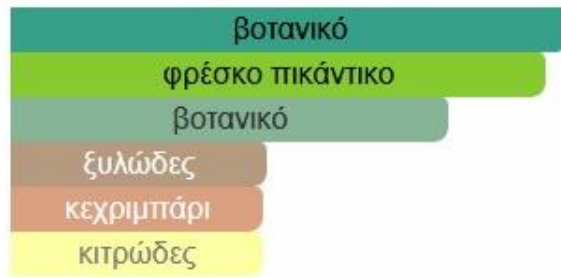 βοτανικό
φρέσκο πικάντικο
βοτανικό
ξυλώδες
κεχριμπάρι
κιτρώδες